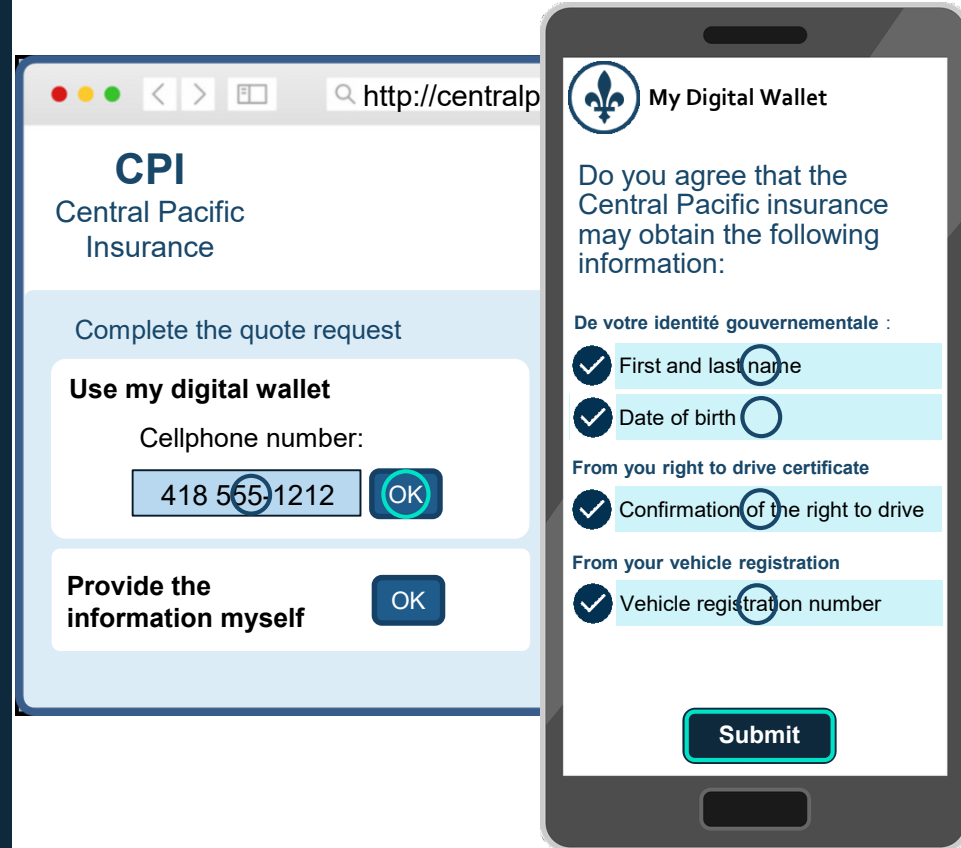 http://centralp
CPI
Central Pacific
Insurance
Complete the quote request
Use my digital wallet
Cellphone number:
418 555-1212 OK
Provide the
information myself
OK
My Digital Wallet
Do you agree that the
Central Pacific insurance
may obtain the following
information:
De votre identité gouvernementale :
First and last name
Date of birth
From you right to drive certificate
Confirmation of the right to drive
From your vehicle registration
Vehicle registration number
Submit